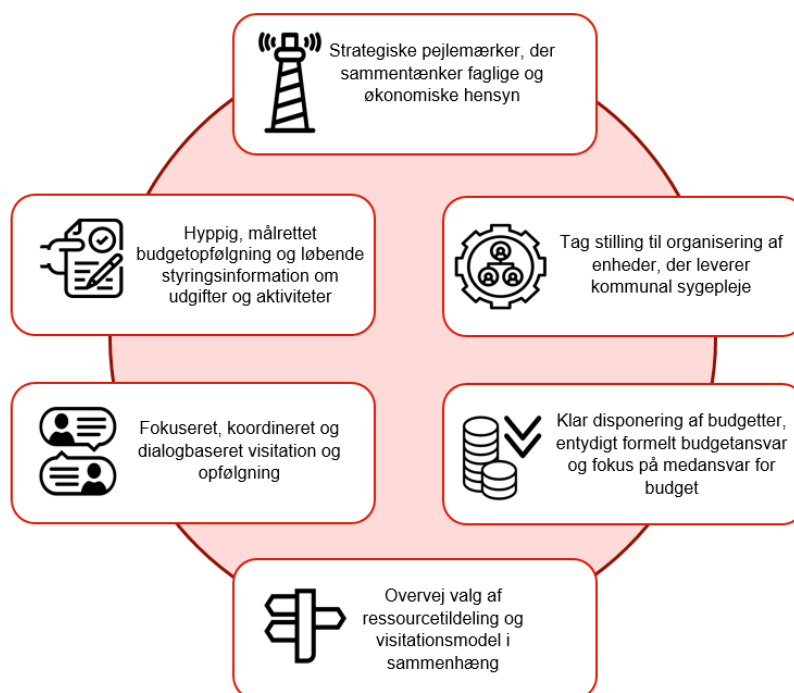 Strategiske pejlemærker, der
sammentænker faglige og
økonomiske hensyn
Hyppig, målrettet
budgetopfølgning og løbende
styringsinformation om
udgifter og aktiviteter
Tag stilling til organisering af
enheder, der leverer
kommunal sygepleje
Fokuseret, koordineret og
dialogbaseret visitation og
opfølgning
Klar disponering af budgetter,
entydigt formelt budgetansvar
og fokus på medansvar for
budget
Overvej valg af
ressourcetildeling og
visitationsmodel i
sammenhæng